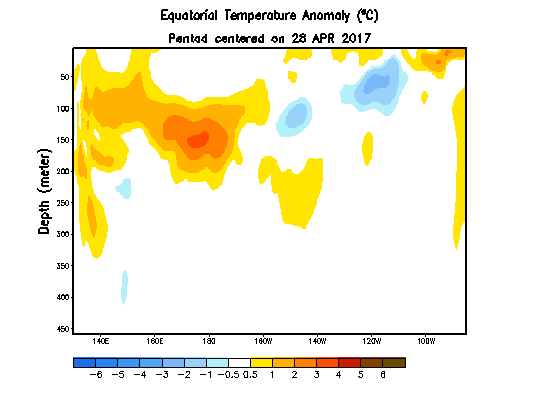 Equatorial Temperature Anomaly (°C)
Pentad centered on 28 APR 2017
Depth (meter)
50
100
150
200
250
300
350
400
450
140E 160E 180 160W 140W 120W 100W
-6 -5 -4 -3 -2 -1 -0.5 0.5 1 2 3 4 5 6